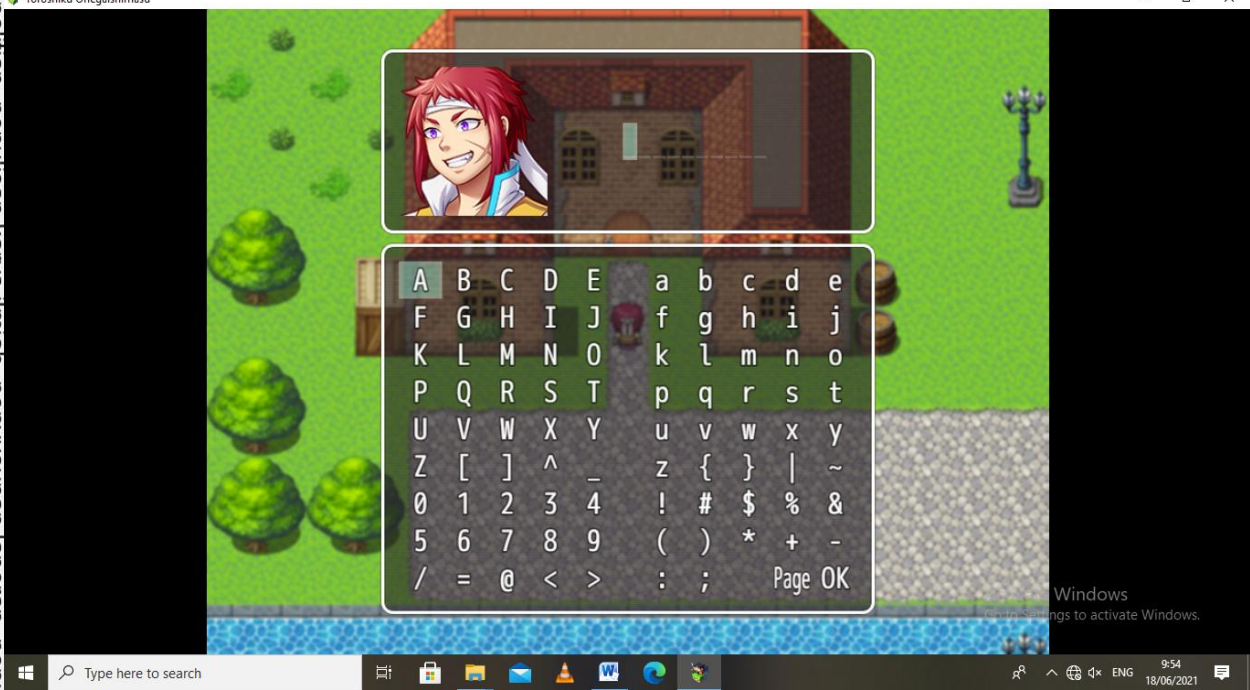 Yoroshiku Onegaishimasu
A B C D E a b c d e
F G H I J f g h i j
K L M N O k l m n o
P Q R S T p q r s t
U V W X Y u v w x y
Z [ ] ^ _ z { } | ~
0 1 2 3 4 ! # $ % &
5 6 7 8 9 ( ) * + -
/ = @ < > : ; Page OK
Windows
Go to Settings to activate Windows.
Type here to search
W
ENG
9:54
18/06/2021